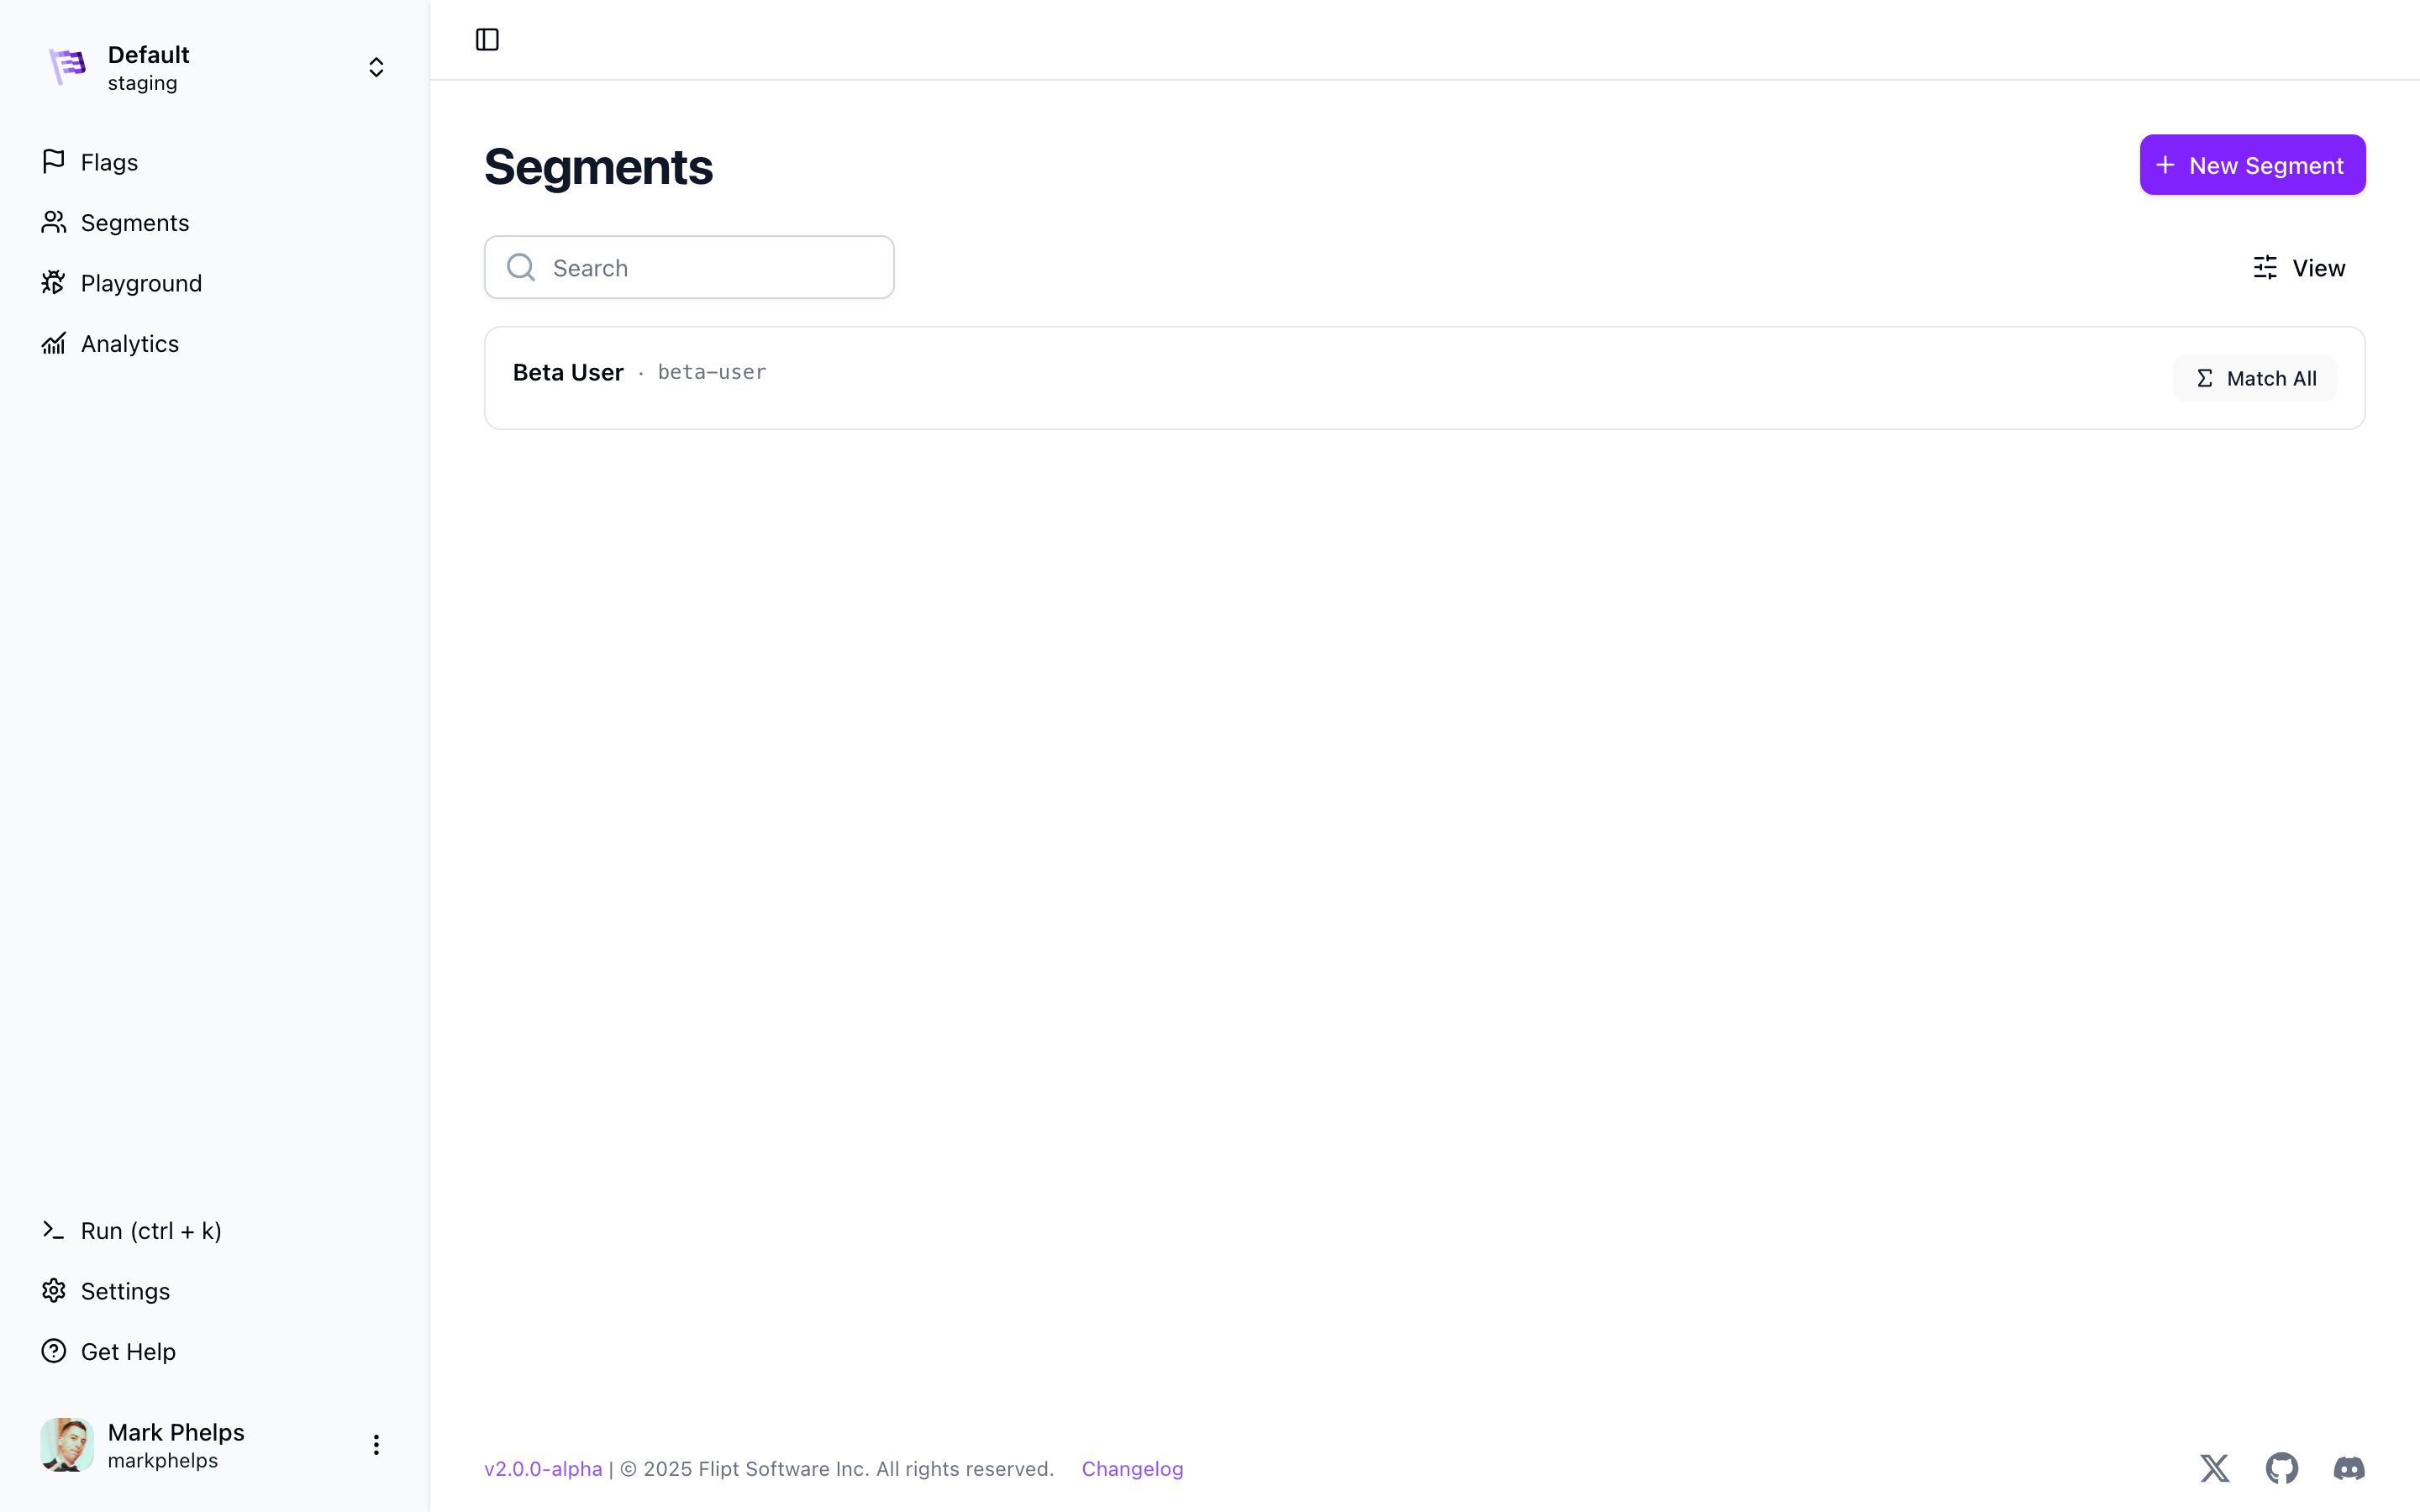 Default
staging
Flags
Segments
Playground
Analytics
Run (ctrl + k)
Settings
Get Help
Mark Phelps
markphelps
Segments
+ New Segment
Search
View
Beta User · beta-user
Σ Match All
v2.0.0-alpha | © 2025 Flipt Software Inc. All rights reserved. Changelog